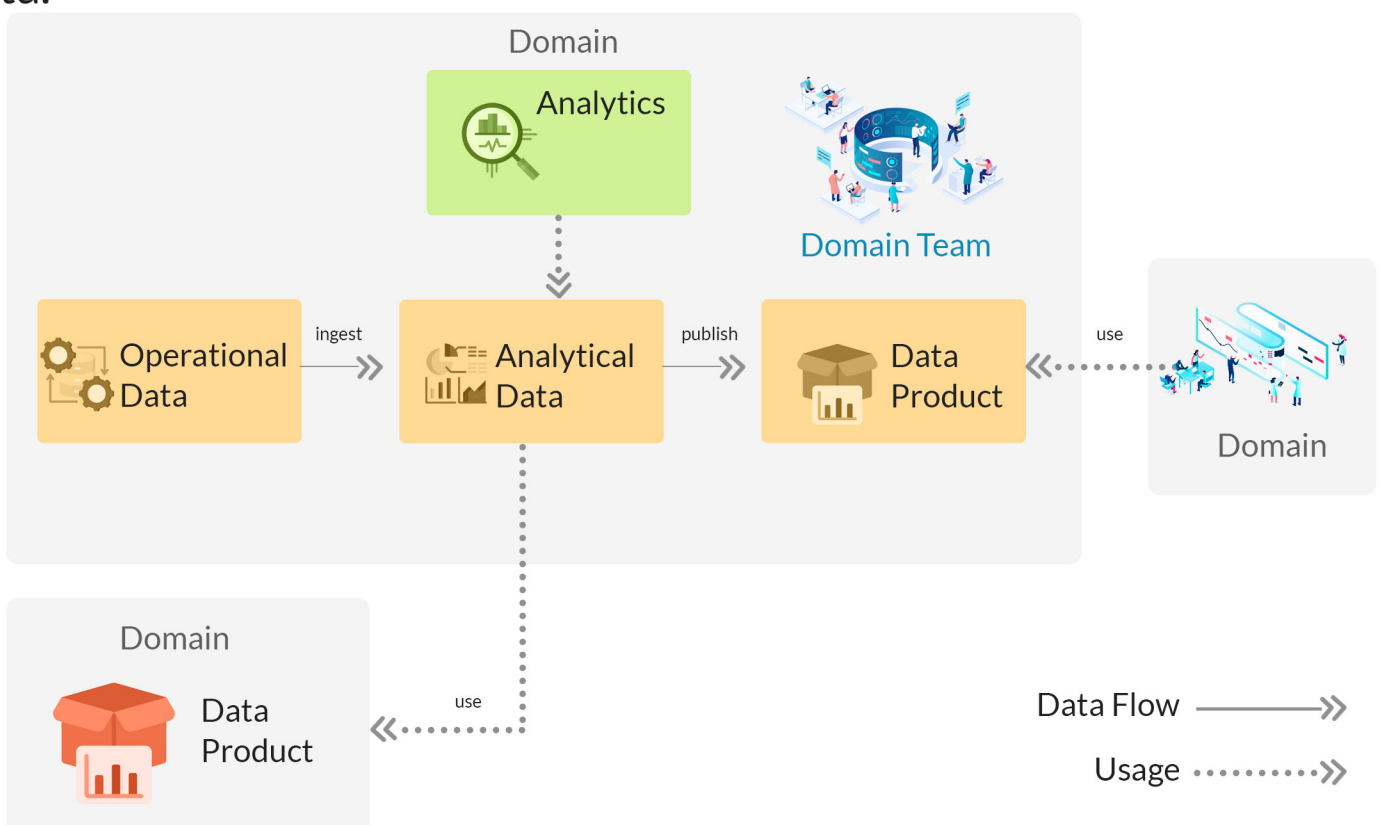 Domain
Analytics
Domain Team
Operational
Data
ingest
Analytical
Data
publish
Data
Product
use
Domain
Domain
Data
Product
use
Data Flow
Usage